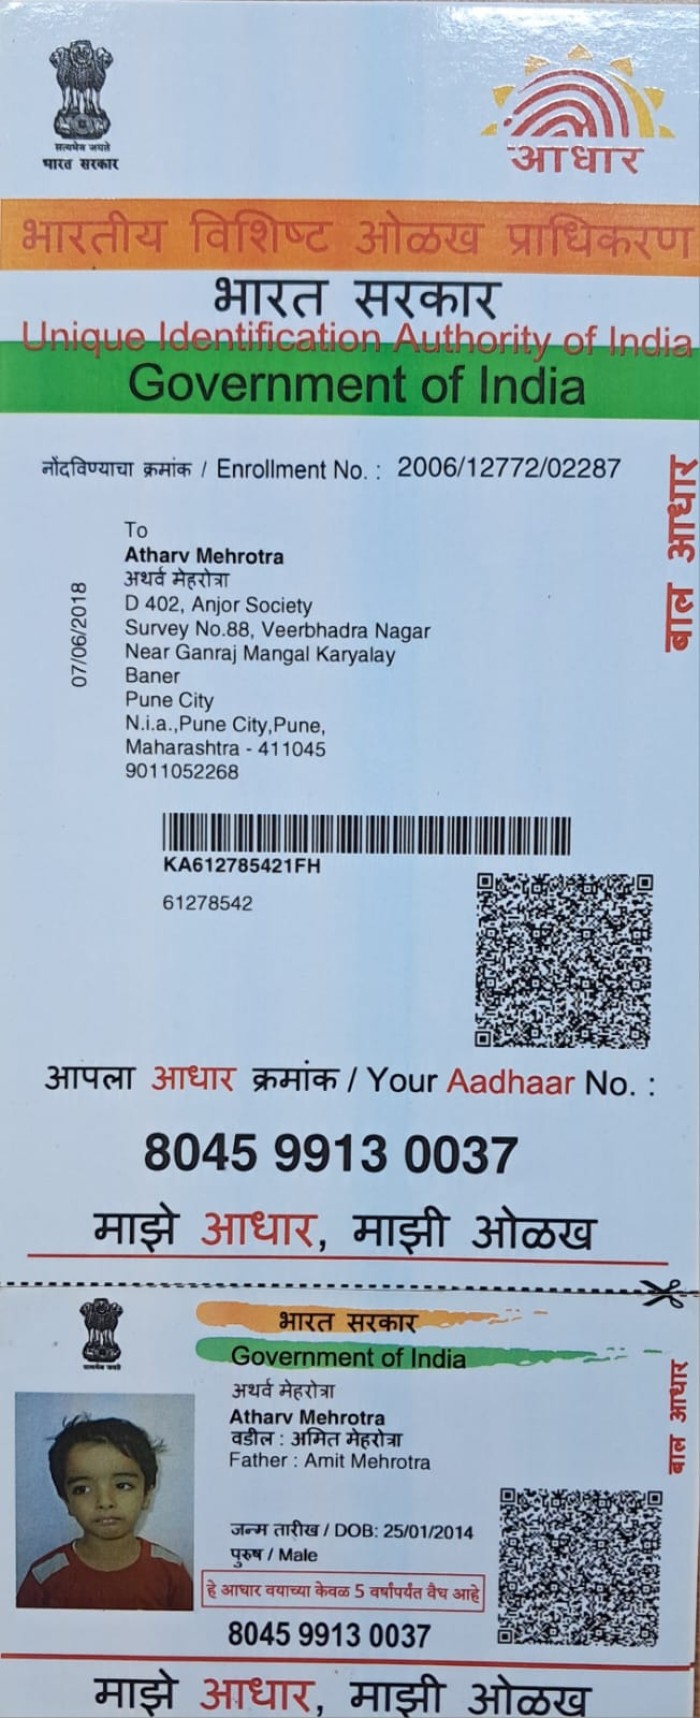 सत्यमेव जयते
भारत सरकार
आधार
भारतीय विशिष्ट ओळख प्राधिकरण
भारत सरकार
Unique Identification Authority of India
Government of India
नोंदविण्याचा क्रमांक / Enrollment No. : 2006/12772/02287
बाल आधार
07/06/2018
To
Atharv Mehrotra
अथर्व मेहरोत्रा
D 402, Anjor Society
Survey No.88, Veerbhadra Nagar
Near Ganraj Mangal Karyalay
Baner
Pune City
N.i.a.,Pune City,Pune,
Maharashtra - 411045
9011052268
KA612785421FH
61278542
आपला आधार क्रमांक / Your Aadhaar No. :
8045 9913 0037
माझे आधार, माझी ओळख
भारत सरकार
Government of India
बाल आधार
अथर्व मेहरोत्रा
Atharv Mehrotra
वडील : अमित मेहरोत्रा
Father : Amit Mehrotra
जन्म तारीख / DOB: 25/01/2014
पुरुष / Male
हे आधार वयाच्या केवळ 5 वर्षांपर्यंत वैध आहे
8045 9913 0037
माझे आधार, माझी ओळख